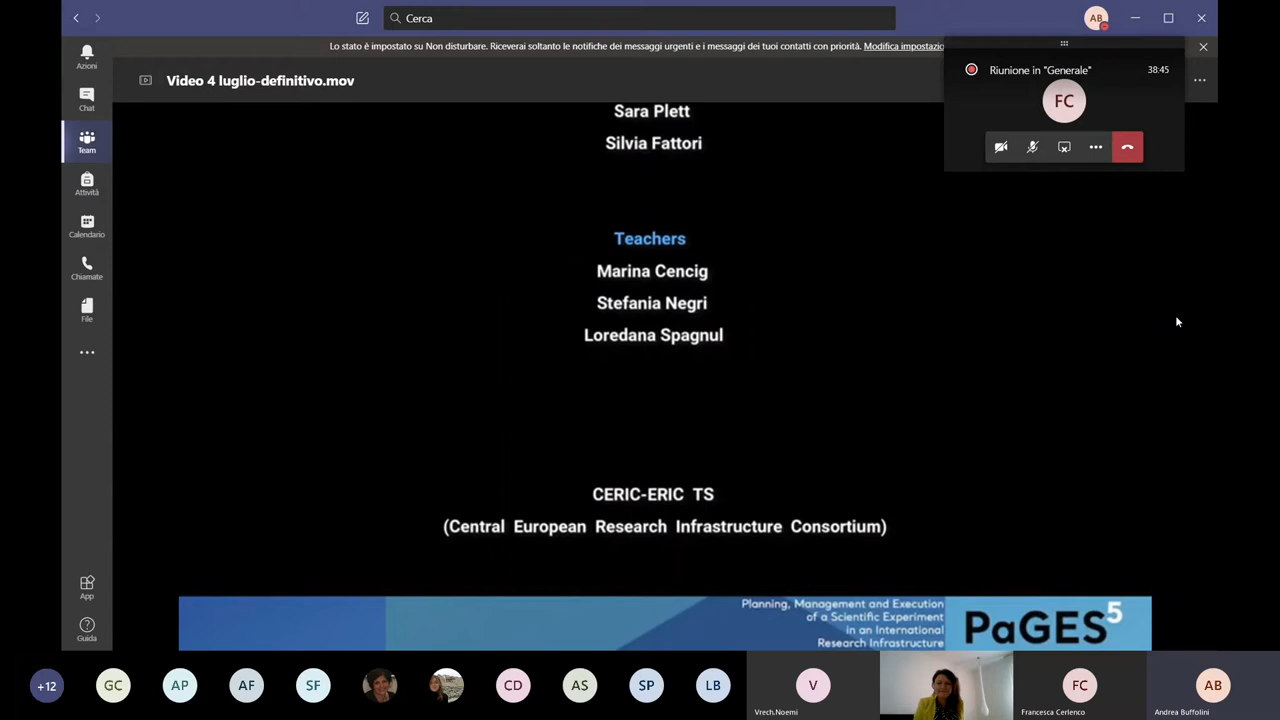 Cerca
AB
Lo stato è impostato su Non disturbare. Riceverai soltanto le notifiche dei messaggi urgenti e i messaggi dei tuoi contatti con priorità. Modifica impostazio
Azioni
Chat
Team
Attività
Calendario
Chiamate
File
App
Guida
Video 4 luglio-definitivo.mov
Riunione in "Generale"
38:45
FC
Sara Plett
Silvia Fattori
Teachers
Marina Cencig
Stefania Negri
Loredana Spagnul
CERIC-ERIC TS
(Central European Research Infrastructure Consortium)
Planning, Management and Execution
of a Scientific Experiment
in an International
Research Infrastructure
PaGES5
+12
GC
AP
AF
SF
CD
AS
SP
LB
V
Vrech.Noemi
FC
Francesca Cerlenco
AB
Andrea Buffolini